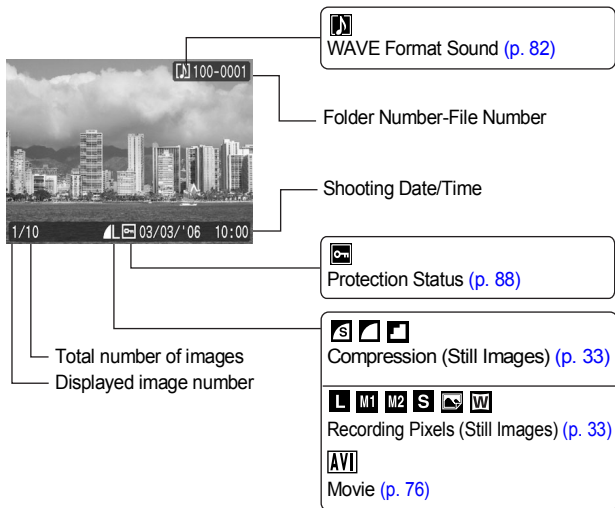 WAVE Format Sound (p. 82)
100-0001
Folder Number-File Number
Shooting Date/Time
1/10 L 03/03/'06 10:00
Protection Status (p. 88)
S
Compression (Still Images) (p. 33)
Total number of images
Displayed image number
L M1 M2 S W
Recording Pixels (Still Images) (p. 33)
AVI
Movie (p. 76)